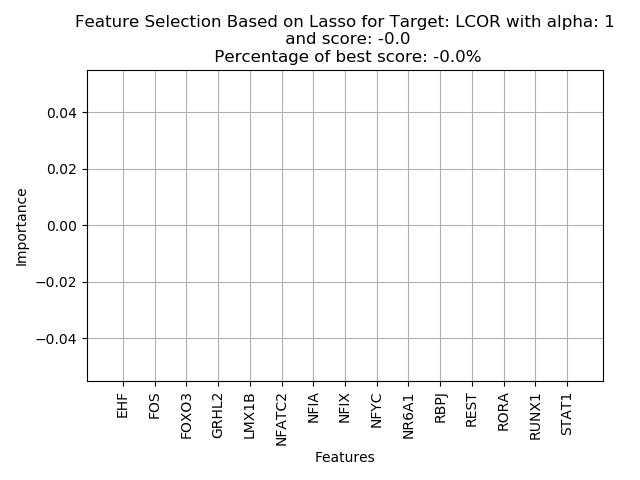 Feature Selection Based on Lasso for Target: LCOR with alpha: 1
and score: -0.0
Percentage of best score: -0.0%
0.04
0.02
0.00
−0.02
−0.04
Importance
EHF
FOS
FOXO3
GRHL2
LMX1B
NFATC2
NFIA
NFIX
NFYC
NR6A1
RBPJ
REST
RORA
RUNX1
STAT1
Features